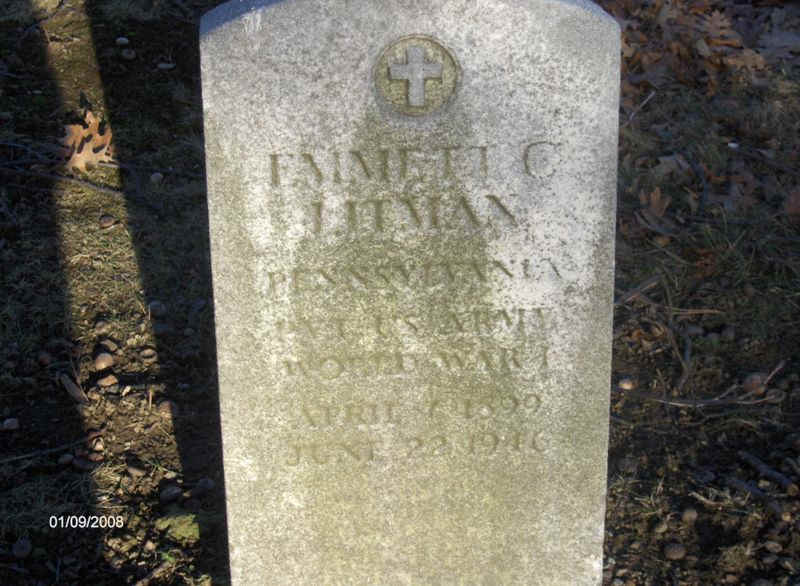 EMMETT C
LITMAN
PENNSYLVANIA
PVT US ARMY
WORLD WAR I
APRIL 7 1899
JUNE 22 1946
01/09/2008